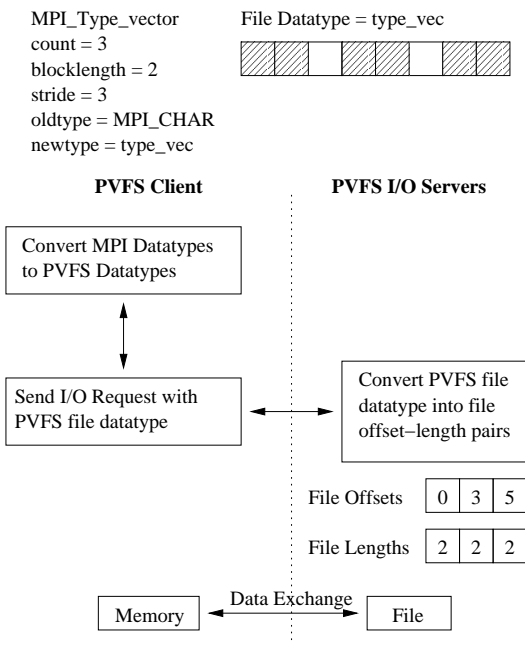 MPI_Type_vector
count = 3
blocklength = 2
stride = 3
oldtype = MPI_CHAR
newtype = type_vec
File Datatype = type_vec
PVFS Client
PVFS I/O Servers
Convert MPI Datatypes
to PVFS Datatypes
Send I/O Request with
PVFS file datatype
Convert PVFS file
datatype into file
offset−length pairs
File Offsets 0 3 5
File Lengths 2 2 2
Memory
Data Exchange
File